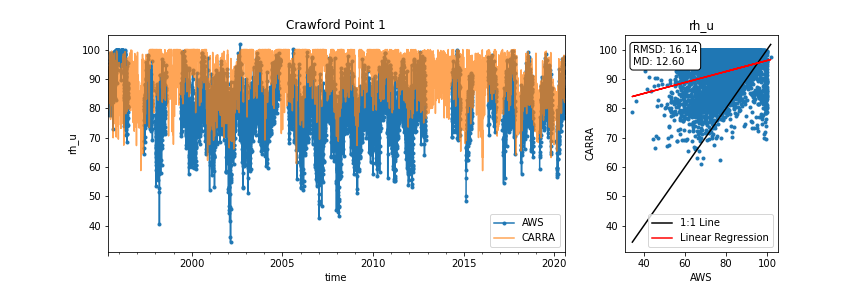 Crawford Point 1
100
90
80
70
60
50
40
rh_u
2000
2005
2010
2015
2020
time
AWS
CARRA
rh_u
RMSD: 16.14
MD: 12.60
100
90
80
70
60
50
40
CARRA
40
60
80
100
AWS
1:1 Line
Linear Regression